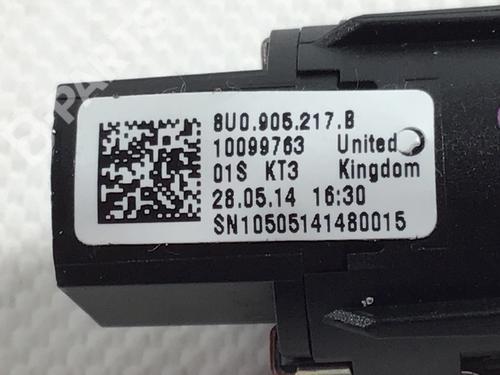 8U0.905.217.B
10099763 United
01S KT3 Kingdom
28.05.14 16:30
SN10505141480015